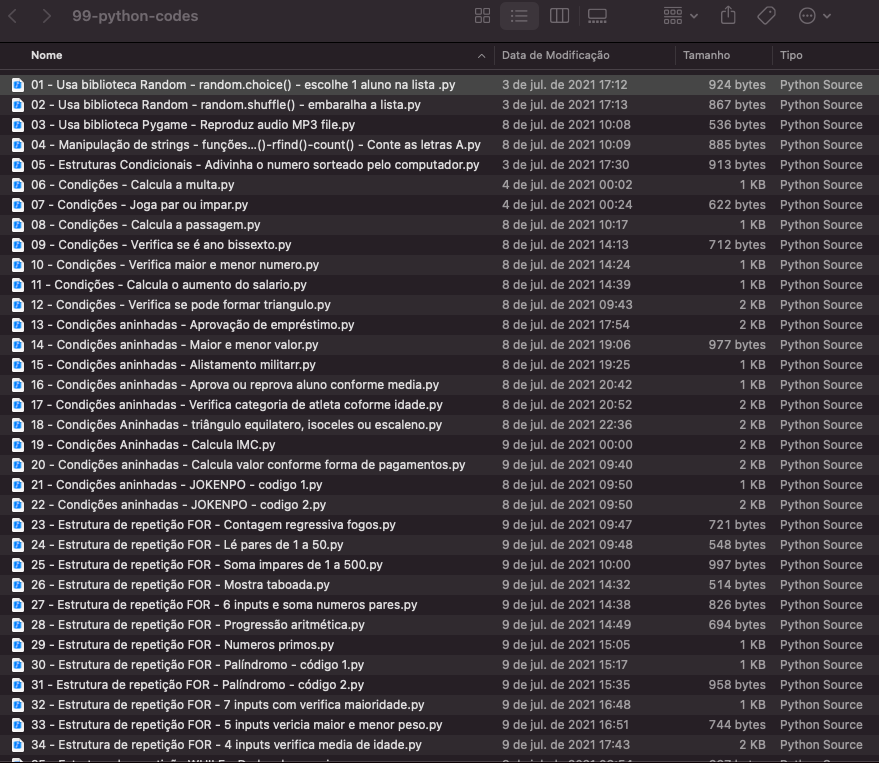 99-python-codes
Nome Data de Modificação Tamanho Tipo
01 - Usa biblioteca Random - random.choice() - escolhe 1 aluno na lista .py 3 de jul. de 2021 17:12 924 bytes Python Source
02 - Usa biblioteca Random - random.shuffle() - embaralha a lista.py 3 de jul. de 2021 17:13 867 bytes Python Source
03 - Usa biblioteca Pygame - Reproduz audio MP3 file.py 8 de jul. de 2021 10:08 536 bytes Python Source
04 - Manipulação de strings - funções...()-rfind()-count() - Conte as letras A.py 8 de jul. de 2021 10:09 885 bytes Python Source
05 - Estruturas Condicionais - Adivinha o numero sorteado pelo computador.py 3 de jul. de 2021 17:30 913 bytes Python Source
06 - Condições - Calcula a multa.py 4 de jul. de 2021 00:02 1 KB Python Source
07 - Condições - Joga par ou impar.py 4 de jul. de 2021 00:24 622 bytes Python Source
08 - Condições - Calcula a passagem.py 8 de jul. de 2021 10:17 1 KB Python Source
09 - Condições - Verifica se é ano bissexto.py 8 de jul. de 2021 14:13 712 bytes Python Source
10 - Condições - Verifica maior e menor numero.py 8 de jul. de 2021 14:24 1 KB Python Source
11 - Condições - Calcula o aumento do salario.py 8 de jul. de 2021 14:39 1 KB Python Source
12 - Condições - Verifica se pode formar triangulo.py 8 de jul. de 2021 09:43 2 KB Python Source
13 - Condições aninhadas - Aprovação de empréstimo.py 8 de jul. de 2021 17:54 2 KB Python Source
14 - Condições aninhadas - Maior e menor valor.py 8 de jul. de 2021 19:06 977 bytes Python Source
15 - Condições aninhadas - Alistamento militarr.py 8 de jul. de 2021 19:25 1 KB Python Source
16 - Condições aninhadas - Aprova ou reprova aluno conforme media.py 8 de jul. de 2021 20:42 1 KB Python Source
17 - Condições aninhadas - Verifica categoria de atleta coforme idade.py 8 de jul. de 2021 20:52 2 KB Python Source
18 - Condições Aninhadas - triângulo equilatero, isoceles ou escaleno.py 8 de jul. de 2021 22:36 2 KB Python Source
19 - Condições Aninhadas - Calcula IMC.py 9 de jul. de 2021 00:00 2 KB Python Source
20 - Condições aninhadas - Calcula valor conforme forma de pagamentos.py 9 de jul. de 2021 09:40 2 KB Python Source
21 - Condições aninhadas - JOKENPO - codigo 1.py 8 de jul. de 2021 09:50 1 KB Python Source
22 - Condições aninhadas - JOKENPO - codigo 2.py 8 de jul. de 2021 09:50 2 KB Python Source
23 - Estrutura de repetição FOR - Contagem regressiva fogos.py 9 de jul. de 2021 09:47 721 bytes Python Source
24 - Estrutura de repetição FOR - Lé pares de 1 a 50.py 9 de jul. de 2021 09:48 548 bytes Python Source
25 - Estrutura de repetição FOR - Soma impares de 1 a 500.py 9 de jul. de 2021 10:00 997 bytes Python Source
26 - Estrutura de repetição FOR - Mostra taboada.py 9 de jul. de 2021 14:32 514 bytes Python Source
27 - Estrutura de repetição FOR - 6 inputs e soma numeros pares.py 9 de jul. de 2021 14:38 826 bytes Python Source
28 - Estrutura de repetição FOR - Progressão aritmética.py 9 de jul. de 2021 14:49 694 bytes Python Source
29 - Estrutura de repetição FOR - Numeros primos.py 9 de jul. de 2021 15:05 1 KB Python Source
30 - Estrutura de repetição FOR - Palíndromo - código 1.py 9 de jul. de 2021 15:17 1 KB Python Source
31 - Estrutura de repetição FOR - Palíndromo - código 2.py 9 de jul. de 2021 15:35 958 bytes Python Source
32 - Estrutura de repetição FOR - 7 inputs com verifica maioridade.py 9 de jul. de 2021 16:48 1 KB Python Source
33 - Estrutura de repetição FOR - 5 inputs vericia maior e menor peso.py 9 de jul. de 2021 16:51 744 bytes Python Source
34 - Estrutura de repetição FOR - 4 inputs verifica media de idade.py 9 de jul. de 2021 17:43 2 KB Python Source